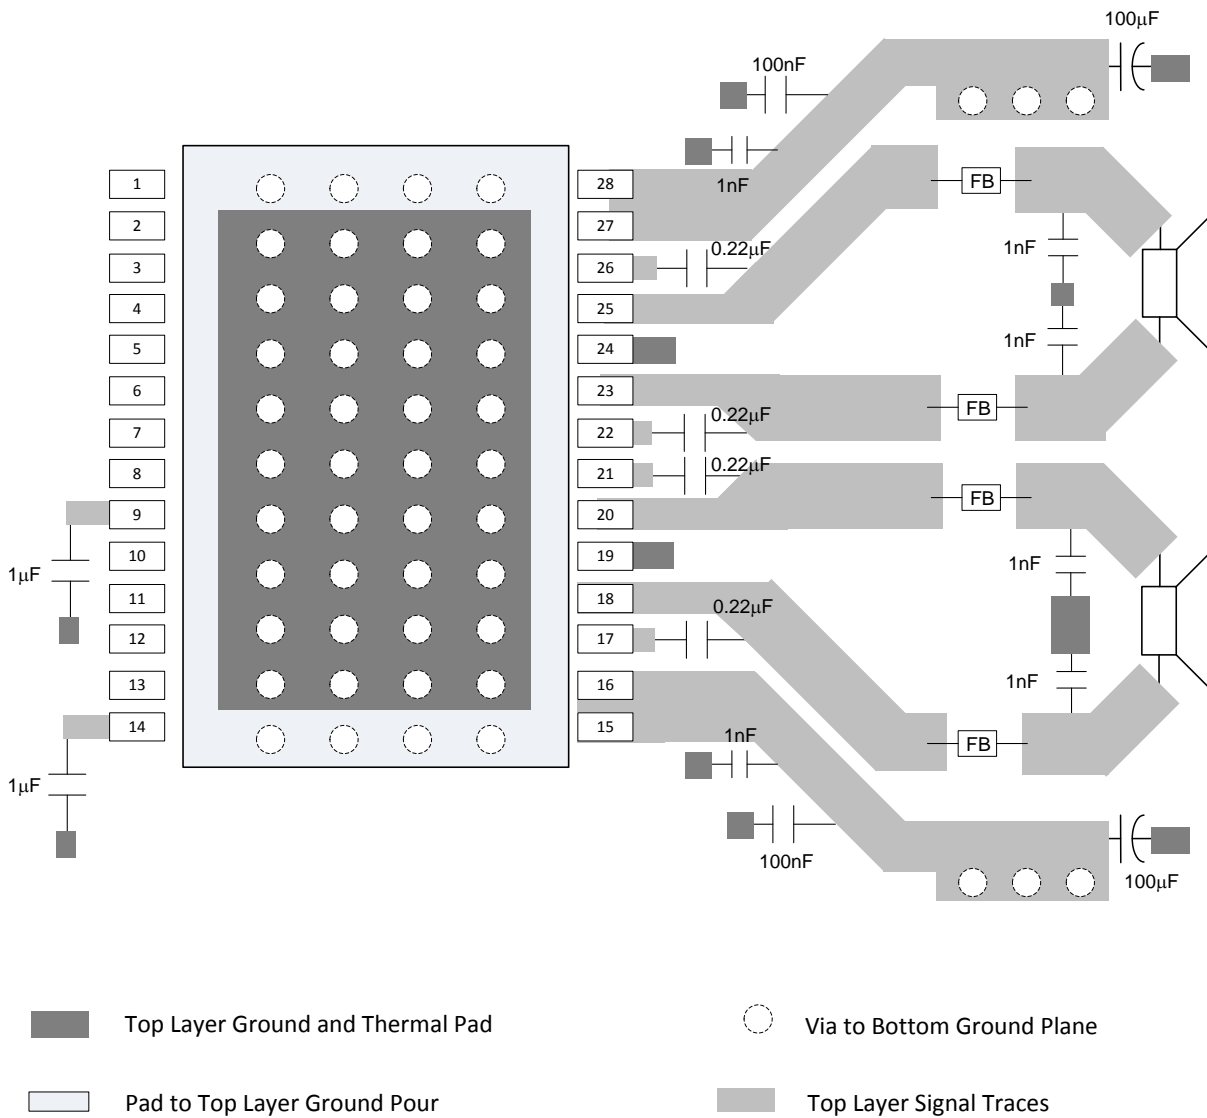 100µF
100nF
1nF
1
28
FB
2
27
0.22µF
1nF
3
26
4
25
1nF
5
24
6
23
FB
0.22µF
7
22
0.22µF
8
21
FB
9
20
1µF
10
19
1nF
11
18
0.22µF
12
17
1nF
13
16
14
15
1nF
FB
1µF
100nF
100µF
Top Layer Ground and Thermal Pad
Via to Bottom Ground Plane
Pad to Top Layer Ground Pour
Top Layer Signal Traces